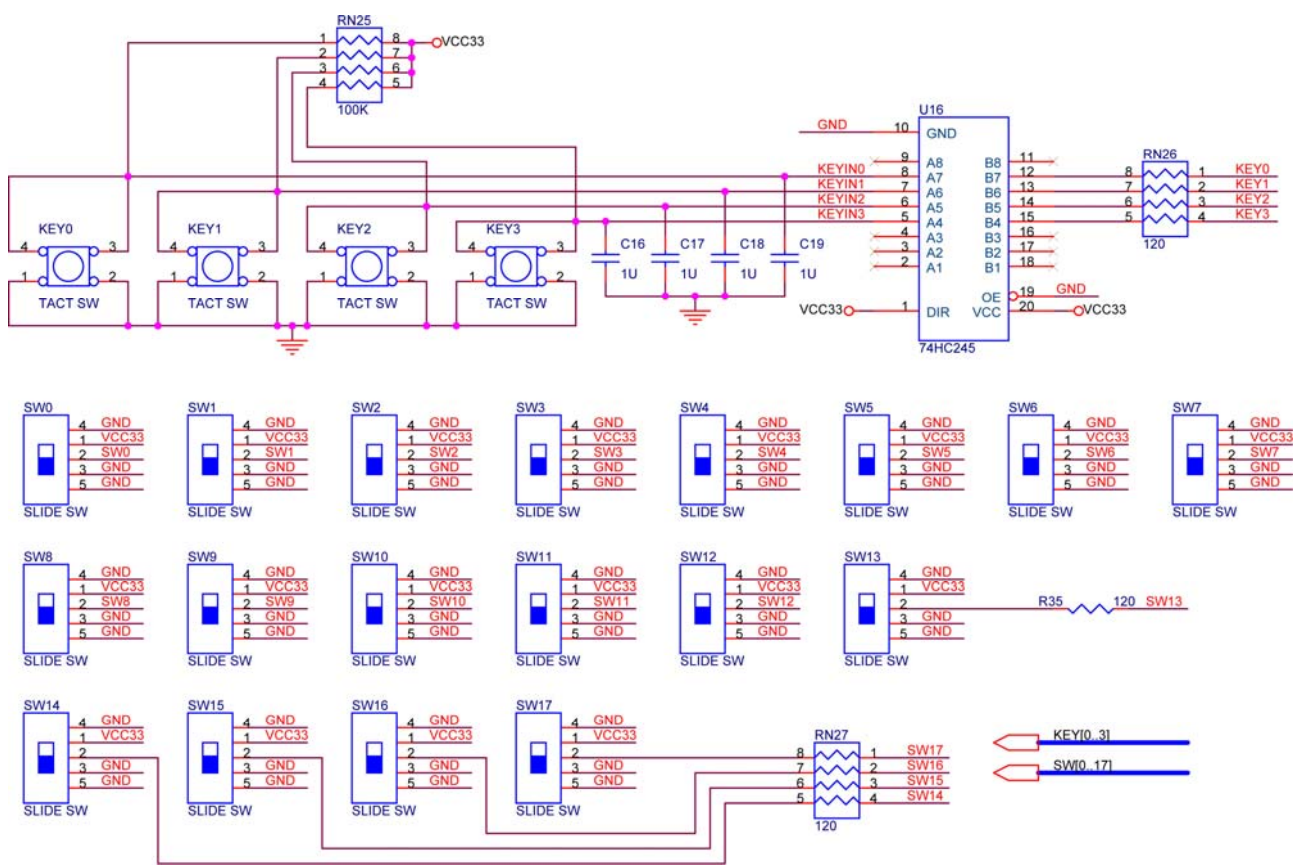 RN25
1 8 VCC33
2 7
3 6
4 5
100K
U16
GND 10 GND
9 A8 B8 11
KEYIN0 8 A7 B7 12
KEYIN1 7 A6 B6 13
KEYIN2 6 A5 B5 14
KEYIN3 5 A4 B4 15
4 A3 B3 16
3 A2 B2 17
2 A1 B1 18
OE 19 GND
VCC33 1 DIR VCC 20 VCC33
74HC245
RN26
8 1 KEY0
7 2 KEY1
6 3 KEY2
5 4 KEY3
120
KEY0 KEY1 KEY2 KEY3
4 3 4 3 4 3 4 3
1 2 1 2 1 2 1 2
TACT SW TACT SW TACT SW TACT SW
C16 C17 C18 C19
1U 1U 1U 1U
SW0 SW1 SW2 SW3 SW4 SW5 SW6 SW7
4 GND 4 GND 4 GND 4 GND 4 GND 4 GND 4 GND 4 GND
1 VCC33 1 VCC33 1 VCC33 1 VCC33 1 VCC33 1 VCC33 1 VCC33 1 VCC33
2 SW0 2 SW1 2 SW2 2 SW3 2 SW4 2 SW5 2 SW6 2 SW7
3 GND 3 GND 3 GND 3 GND 3 GND 3 GND 3 GND 3 GND
5 GND 5 GND 5 GND 5 GND 5 GND 5 GND 5 GND 5 GND
SLIDE SW SLIDE SW SLIDE SW SLIDE SW SLIDE SW SLIDE SW SLIDE SW SLIDE SW
SW8 SW9 SW10 SW11 SW12 SW13
4 GND 4 GND 4 GND 4 GND 4 GND 4 GND
1 VCC33 1 VCC33 1 VCC33 1 VCC33 1 VCC33 1 VCC33
2 SW8 2 SW9 2 SW10 2 SW11 2 SW12 2 R35 120 SW13
3 GND 3 GND 3 GND 3 GND 3 GND 3 GND
5 GND 5 GND 5 GND 5 GND 5 GND 5 GND
SLIDE SW SLIDE SW SLIDE SW SLIDE SW SLIDE SW SLIDE SW
SW14 SW15 SW16 SW17
4 GND 4 GND 4 GND 4 GND
1 VCC33 1 VCC33 1 VCC33 1 VCC33
2 2 2 2
3 GND 3 GND 3 GND 3 GND
5 GND 5 GND 5 GND 5 GND
SLIDE SW SLIDE SW SLIDE SW SLIDE SW
RN27
8 1 SW17
7 2 SW16
6 3 SW15
5 4 SW14
120
KEY[0..3]
SW[0..17]